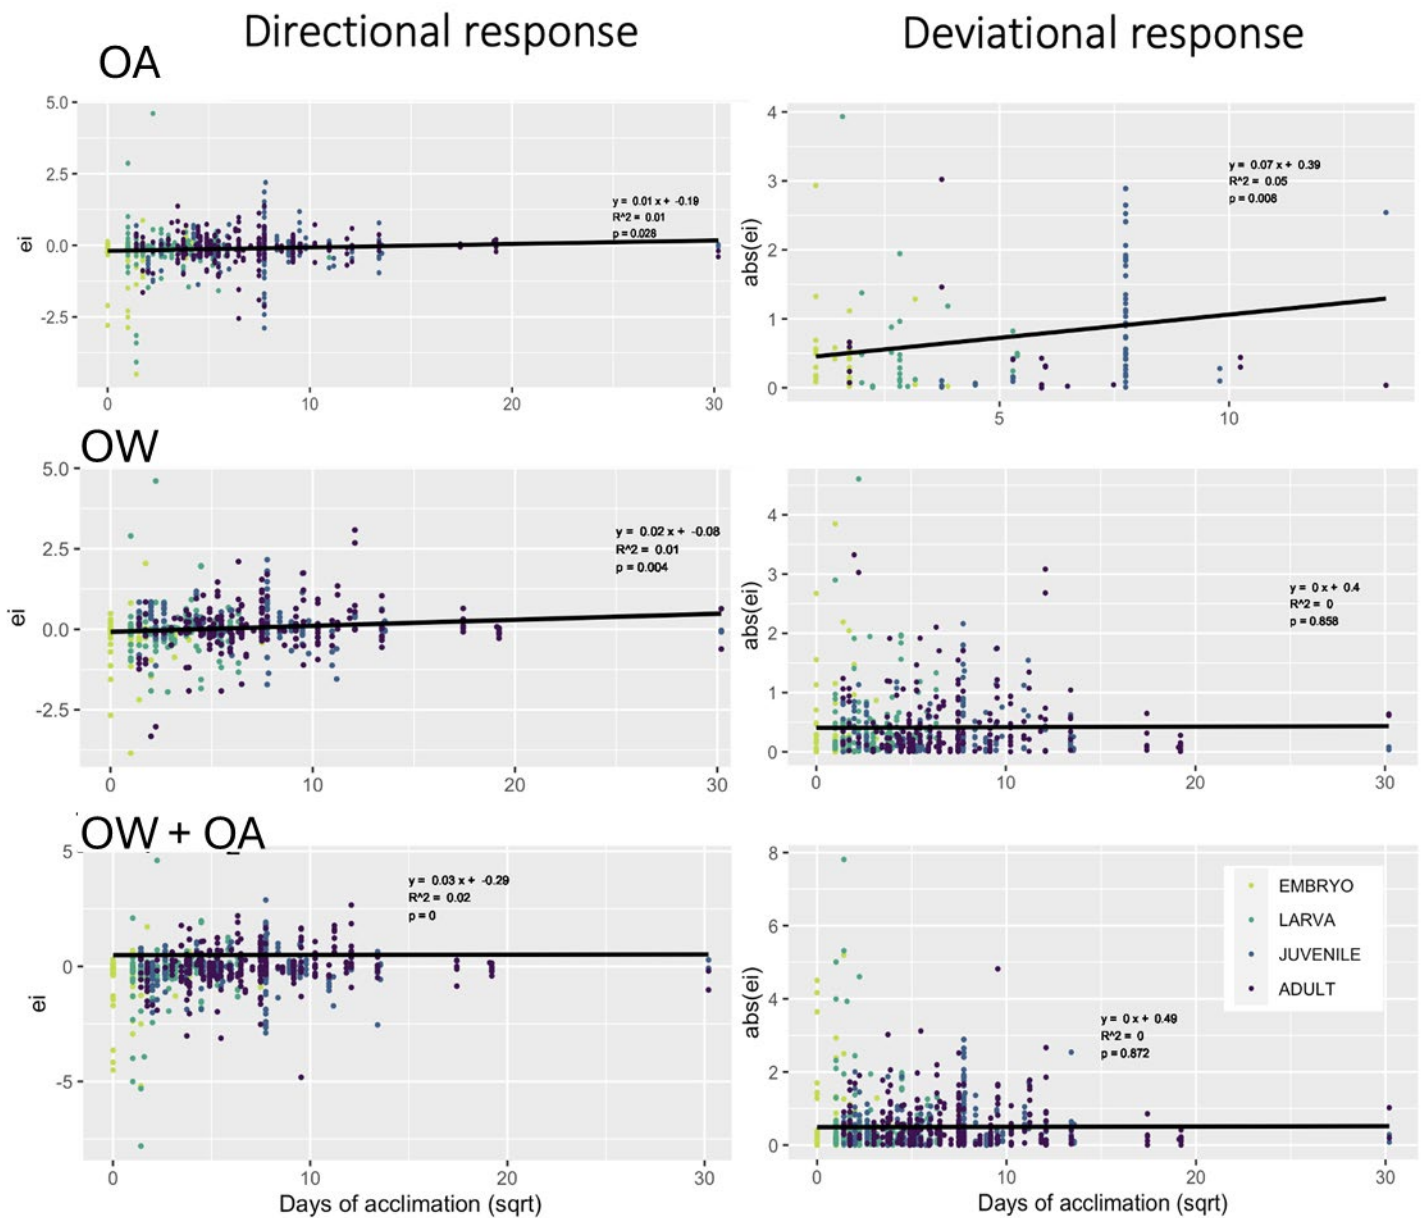 Directional response
Deviational response
OA
5.0
2.5
0.0
-2.5
ei
y = 0.01 x + -0.19
R^2 = 0.01
p = 0.028
0
10
20
30
4
3
2
1
0
abs(ei)
y = 0.07 x + 0.39
R^2 = 0.05
p = 0.008
5
10
OW
5.0
2.5
0.0
-2.5
ei
y = 0.02 x + -0.08
R^2 = 0.01
p = 0.004
0
10
20
30
4
3
2
1
0
abs(ei)
y = 0 x + 0.4
R^2 = 0
p = 0.858
0
10
20
30
OW + OA
5
0
-5
ei
y = 0.03 x + -0.29
R^2 = 0.02
p = 0
0
10
20
30
Days of acclimation (sqrt)
8
6
4
2
0
abs(ei)
EMBRYO
LARVA
JUVENILE
ADULT
y = 0 x + 0.49
R^2 = 0
p = 0.872
0
10
20
30
Days of acclimation (sqrt)